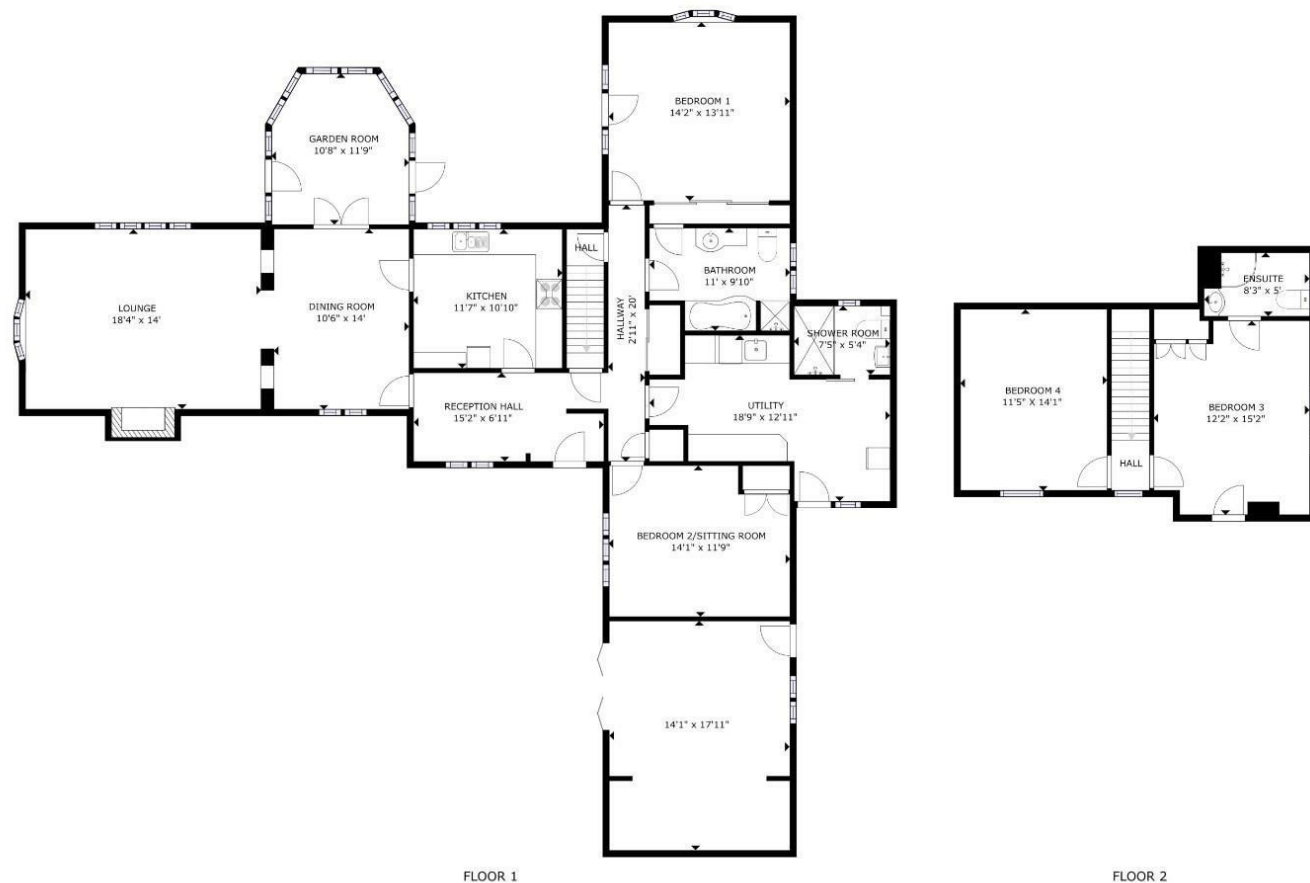 BEDROOM 1
14'2" x 13'11"
GARDEN ROOM
10'8" x 11'9"
LOUNGE
18'4" x 14'
DINING ROOM
10'6" x 14'
KITCHEN
11'7" x 10'10"
HALL
HALLWAY
2'11" x 20'
BATHROOM
11' x 9'10"
SHOWER ROOM
7'5" x 5'4"
RECEPTION HALL
15'2" x 6'11"
UTILITY
18'9" x 12'11"
BEDROOM 2/SITTING ROOM
14'1" x 11'9"
14'1" x 17'11"
FLOOR 1
ENSUITE
8'3" x 5'
BEDROOM 4
11'5" x 14'1"
BEDROOM 3
12'2" x 15'2"
HALL
FLOOR 2